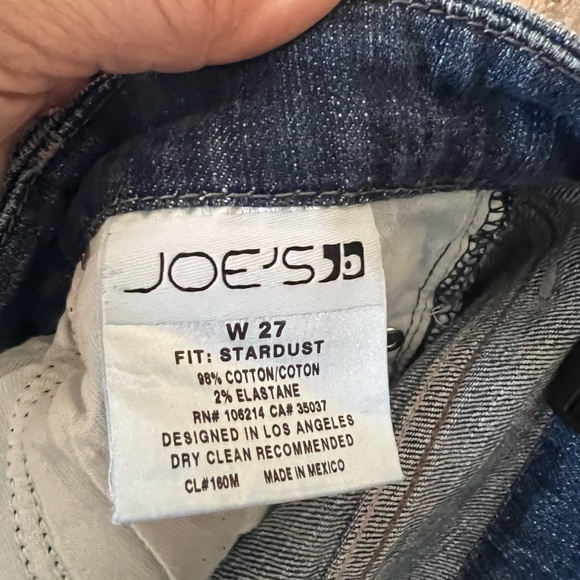 JOE'S
W 27
FIT: STARDUST
98% COTTON/COTON
2% ELASTANE
RN# 106214 CA# 35037
DESIGNED IN LOS ANGELES
DRY CLEAN RECOMMENDED
CL#160M MADE IN MEXICO